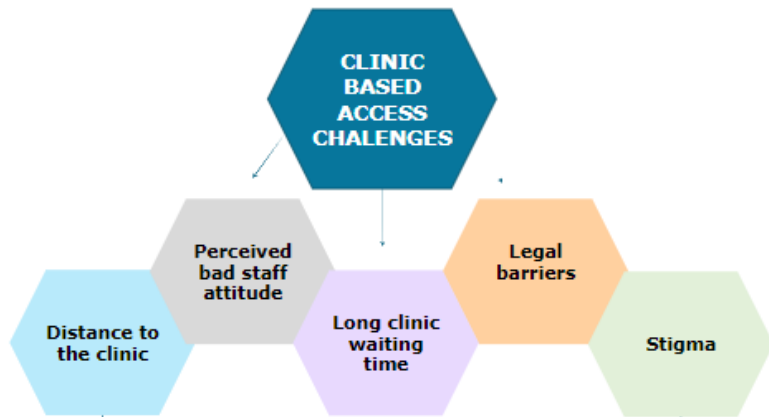 CLINIC
BASED
ACCESS
CHALENGES
Perceived
bad staff
attitude
Legal
barriers
Distance to
the clinic
Long clinic
waiting
time
Stigma